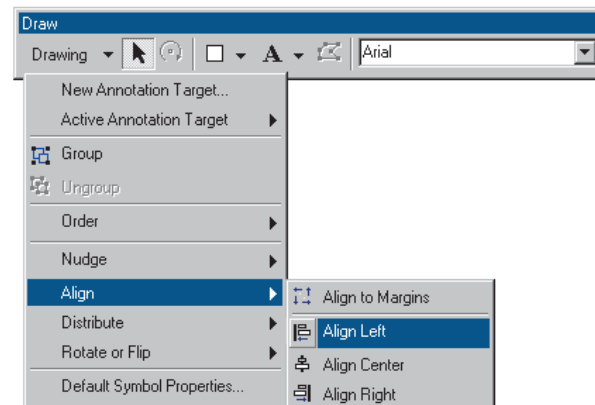 Draw
Drawing A Arial
New Annotation Target...
Active Annotation Target
Group
Ungroup
Order
Nudge
Align
Align to Margins
Distribute
Align Left
Rotate or Flip
Align Center
Default Symbol Properties...
Align Right